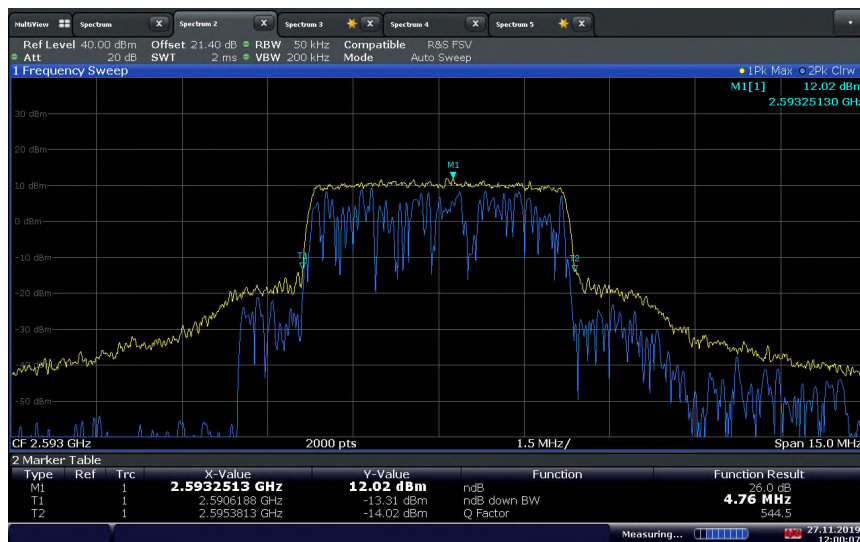 MultiView Spectrum X Spectrum 2 X Spectrum 3 X Spectrum 4 X Spectrum 5 X
Ref Level 40.00 dBm Offset 21.40 dB RBW 50 kHz Compatible R&S FSV
Att 20 dB SWT 2 ms VBW 200 kHz Mode Auto Sweep
1 Frequency Sweep 1Pk Max 2Pk Clrw
M1[1] 12.02 dBm
2.59325130 GHz
30 dBm
20 dBm
M1
10 dBm
0 dBm
-10 dBm
T2
-20 dBm
-30 dBm
-50 dBm
CF 2.593 GHz 2000 pts 1.5 MHz/ Span 15.0 MHz
2 Marker Table
Type Ref Trc X-Value Y-Value Function Function Result
M1 1 2.5932513 GHz 12.02 dBm ndB 26.0 dB
T1 1 2.5906188 GHz -13.31 dBm ndB down BW 4.76 MHz
T2 1 2.5953813 GHz -14.02 dBm Q Factor 544.5
Measuring... 27.11.2019
12:00:07